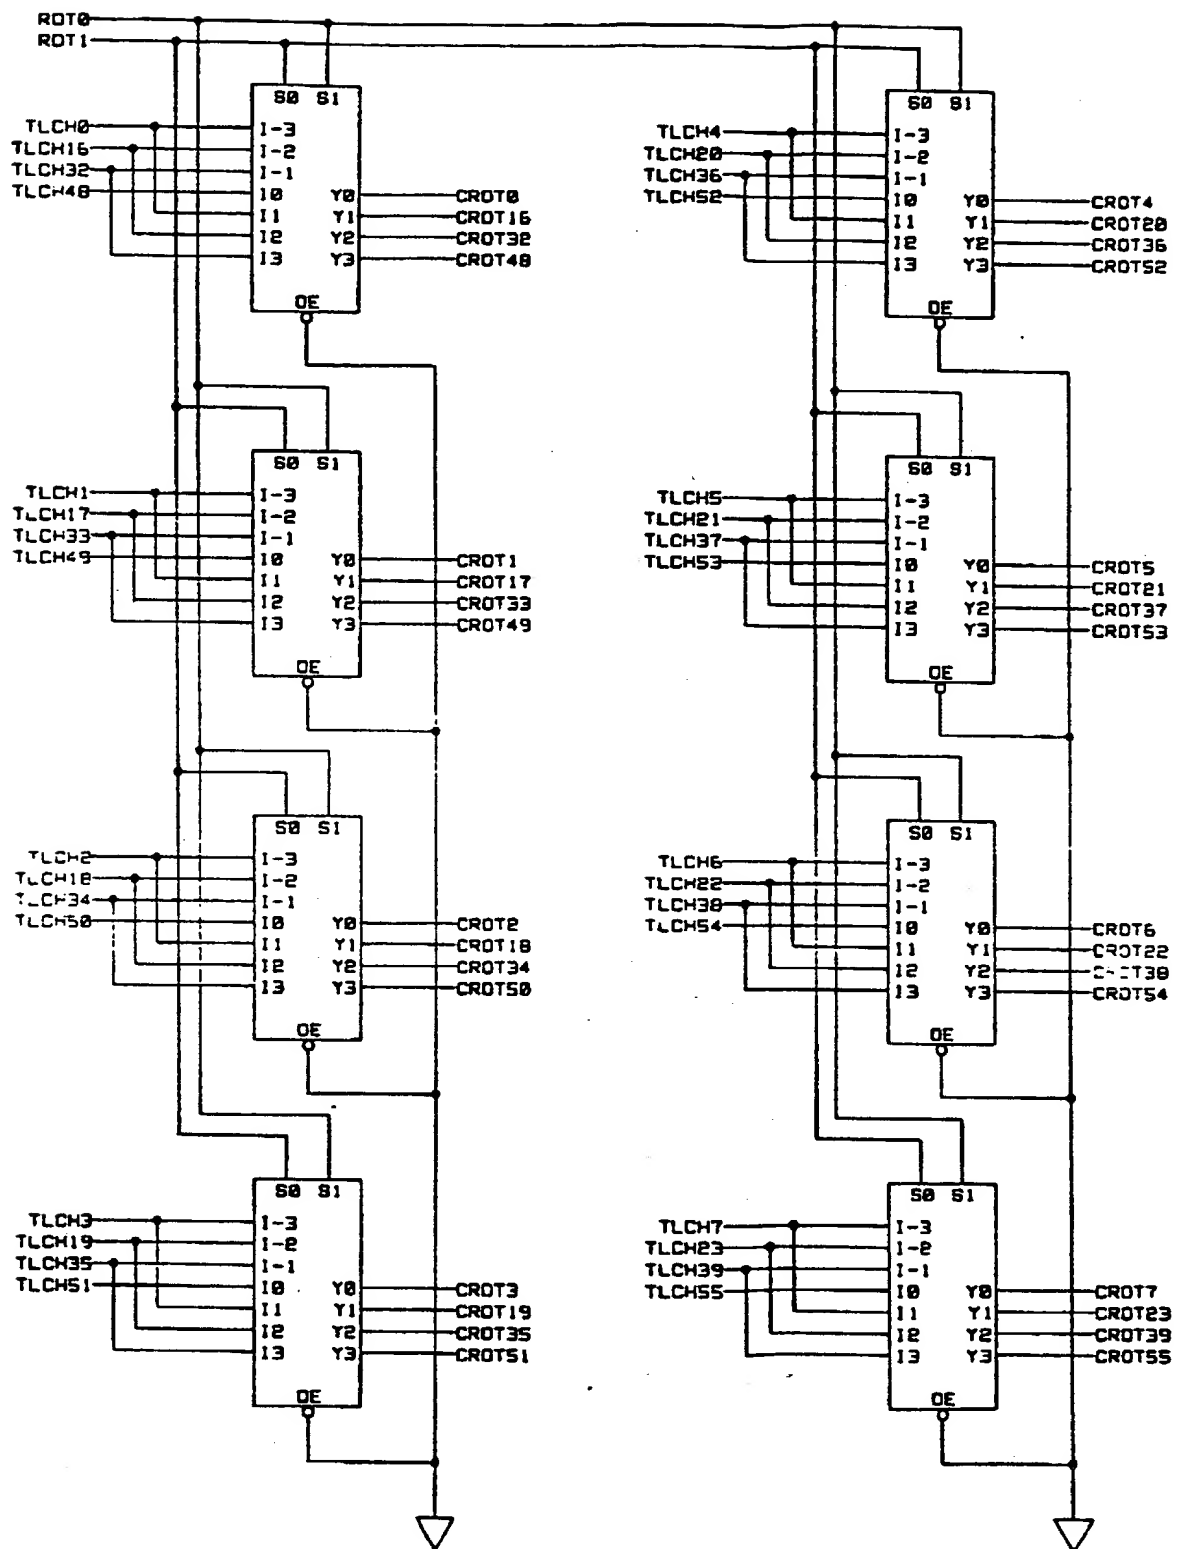 ROT0
ROT1
S0 S1
TLCH0 I-3
TLCH16 I-2
TLCH32 I-1
TLCH48 I0 Y0 CROT0
I1 Y1 CROT16
I2 Y2 CROT32
I3 Y3 CROT48
OE
S0 S1
TLCH1 I-3
TLCH17 I-2
TLCH33 I-1
TLCH49 I0 Y0 CROT1
I1 Y1 CROT17
I2 Y2 CROT33
I3 Y3 CROT49
OE
S0 S1
TLCH2 I-3
TLCH18 I-2
TLCH34 I-1
TLCH50 I0 Y0 CROT2
I1 Y1 CROT18
I2 Y2 CROT34
I3 Y3 CROT50
OE
S0 S1
TLCH3 I-3
TLCH19 I-2
TLCH35 I-1
TLCH51 I0 Y0 CROT3
I1 Y1 CROT19
I2 Y2 CROT35
I3 Y3 CROT51
OE
S0 S1
TLCH4 I-3
TLCH20 I-2
TLCH36 I-1
TLCH52 I0 Y0 CROT4
I1 Y1 CROT20
I2 Y2 CROT36
I3 Y3 CROT52
OE
S0 S1
TLCH5 I-3
TLCH21 I-2
TLCH37 I-1
TLCH53 I0 Y0 CROT5
I1 Y1 CROT21
I2 Y2 CROT37
I3 Y3 CROT53
OE
S0 S1
TLCH6 I-3
TLCH22 I-2
TLCH38 I-1
TLCH54 I0 Y0 CROT6
I1 Y1 CROT22
I2 Y2 CROT38
I3 Y3 CROT54
OE
S0 S1
TLCH7 I-3
TLCH23 I-2
TLCH39 I-1
TLCH55 I0 Y0 CROT7
I1 Y1 CROT23
I2 Y2 CROT39
I3 Y3 CROT55
OE